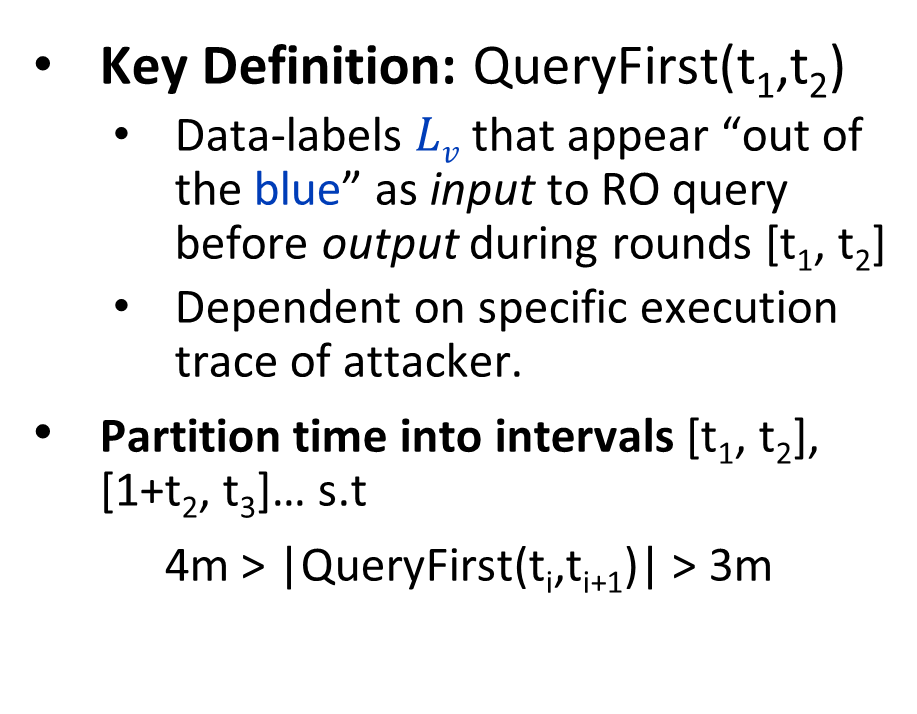 • Key Definition: QueryFirst(t₁,t₂)
• Data-labels Lᵥ that appear “out of
the blue” as input to RO query
before output during rounds [t₁, t₂]
• Dependent on specific execution
trace of attacker.
• Partition time into intervals [t₁, t₂],
[1+t₂, t₃]… s.t
4m > |QueryFirst(tᵢ,tᵢ₊₁)| > 3m